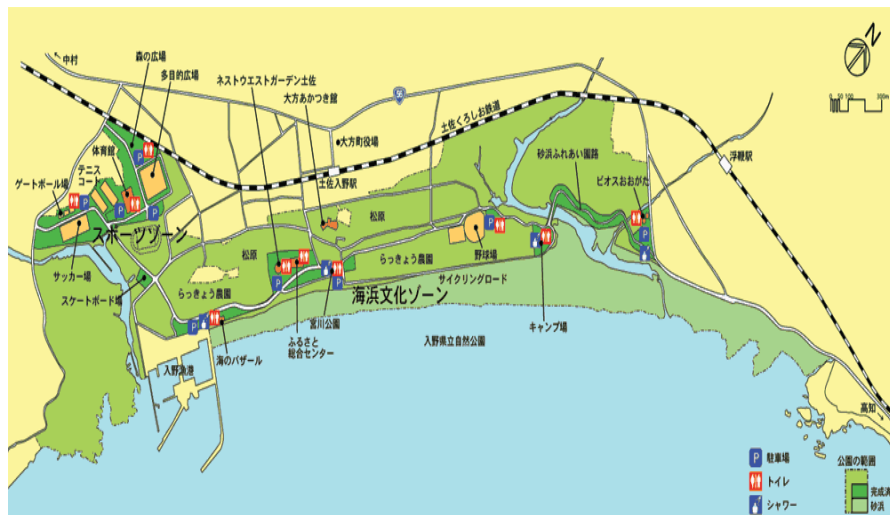 森の広場
中村
多目的広場
ネストウエストガーデン土佐
大方あかつき館
N
56
0 50 100 300m
体育館
大方町役場
土佐くろしお鉄道
砂浜ふれあい園路
浮鞭駅
テニス
コート
ゲートボール場
土佐入野駅
ビオスおおがた
松原
スポーツゾーン
松原
らっきょう農園
野球場
サッカー場
サイクリングロード
スケートボード場
らっきょう農園
海浜文化ゾーン
宮川公園
キャンプ場
ふるさと
総合センター
海のバザール
入野漁港
入野県立自然公園
高知
P 駐車場
トイレ
シャワー
公園の範囲
完成済
砂浜